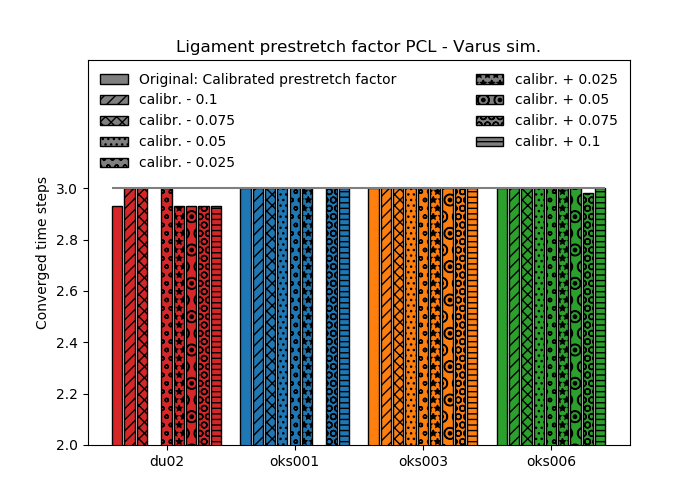 Ligament prestretch factor PCL - Varus sim.
Original: Calibrated prestretch factor
calibr. - 0.1
calibr. - 0.075
calibr. - 0.05
calibr. - 0.025
calibr. + 0.025
calibr. + 0.05
calibr. + 0.075
calibr. + 0.1
Converged time steps
3.0
2.8
2.6
2.4
2.2
2.0
du02
oks001
oks003
oks006